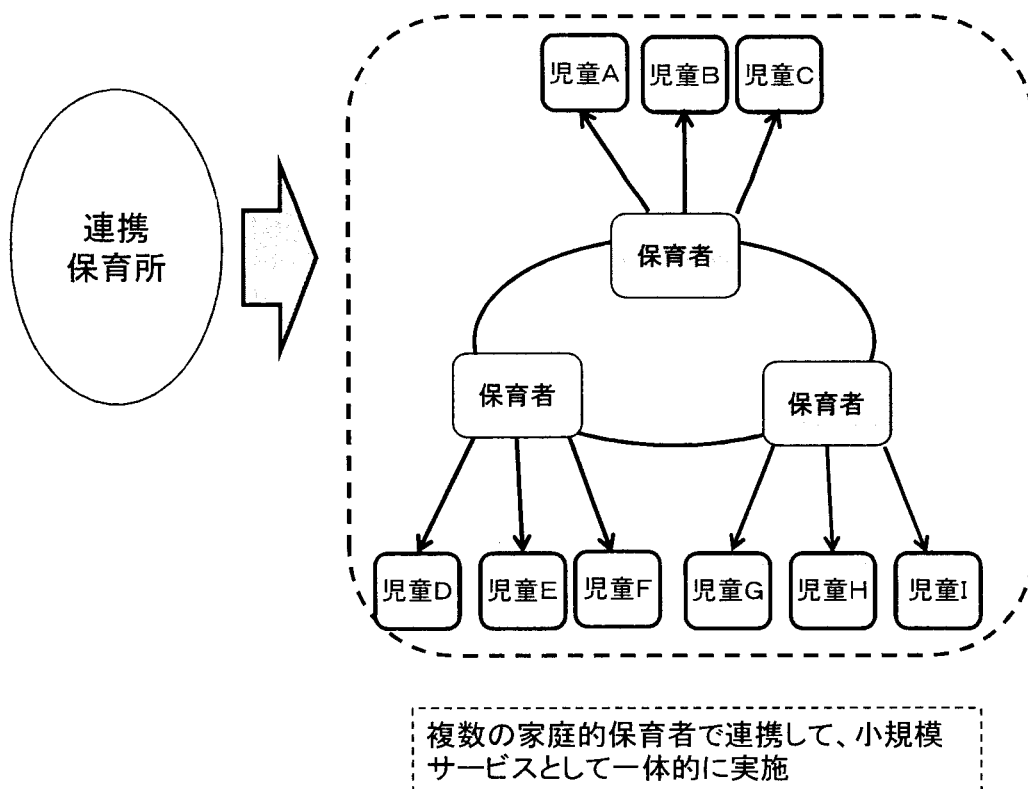 児童A
児童B
児童C
連携
保育所
保育者
保育者
保育者
児童D
児童E
児童F
児童G
児童H
児童I
複数の家庭的保育者で連携して、小規模
サービスとして一体的に実施